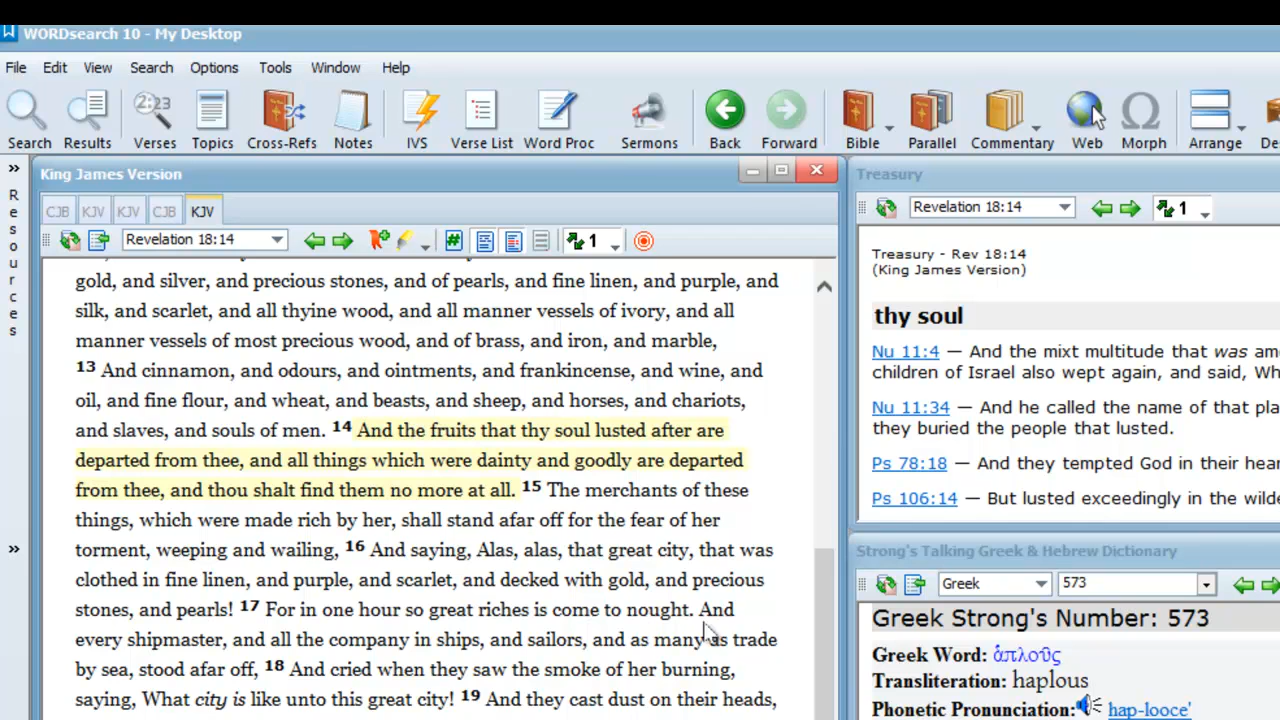 WORDsearch 10 - My Desktop
File Edit View Search Options Tools Window Help
2:23
Search Results Verses Topics Cross-Refs Notes IVS Verse List Word Proc Sermons Back Forward Bible Parallel Commentary Web Morph Arrange
Resources
King James Version
CJB KJV KJV CJB KJV
Revelation 18:14 # 1
gold, and silver, and precious stones, and of pearls, and fine linen, and purple, and
silk, and scarlet, and all thyine wood, and all manner vessels of ivory, and all
manner vessels of most precious wood, and of brass, and iron, and marble,
13 And cinnamon, and odours, and ointments, and frankincense, and wine, and
oil, and fine flour, and wheat, and beasts, and sheep, and horses, and chariots,
and slaves, and souls of men. 14 And the fruits that thy soul lusted after are
departed from thee, and all things which were dainty and goodly are departed
from thee, and thou shalt find them no more at all. 15 The merchants of these
things, which were made rich by her, shall stand afar off for the fear of her
torment, weeping and wailing, 16 And saying, Alas, alas, that great city, that was
clothed in fine linen, and purple, and scarlet, and decked with gold, and precious
stones, and pearls! 17 For in one hour so great riches is come to nought. And
every shipmaster, and all the company in ships, and sailors, and as many as trade
by sea, stood afar off, 18 And cried when they saw the smoke of her burning,
saying, What city is like unto this great city! 19 And they cast dust on their heads,
Treasury
Revelation 18:14 1
Treasury - Rev 18:14
(King James Version)
thy soul
Nu 11:4 — And the mixt multitude that was
children of Israel also wept again, and said,
Nu 11:34 — And he called the name of that
they buried the people that lusted.
Ps 78:18 — And they tempted God in their
Ps 106:14 — But lusted exceedingly in the
Strong's Talking Greek & Hebrew Dictionary
Greek 573
Greek Strong's Number: 573
Greek Word: ἁπλοῦς
Transliteration: haplous
Phonetic Pronunciation: hap-looce'